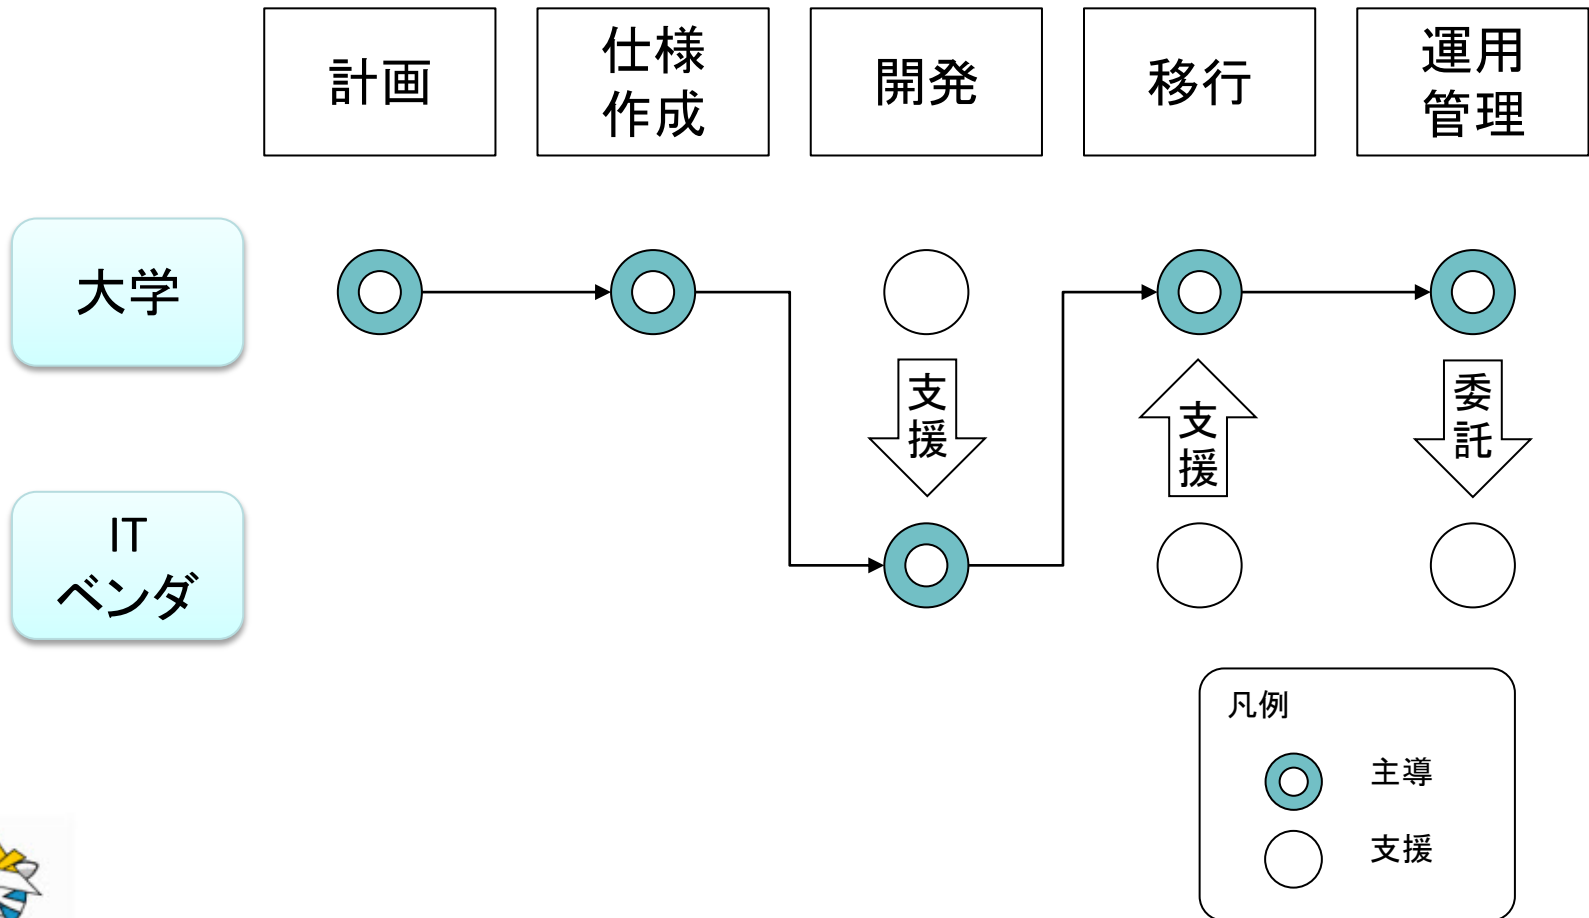 計画
仕様
作成
開発
移行
運用
管理
大学
支
援
支
援
委
託
IT
ベンダ
凡例
主導
支援